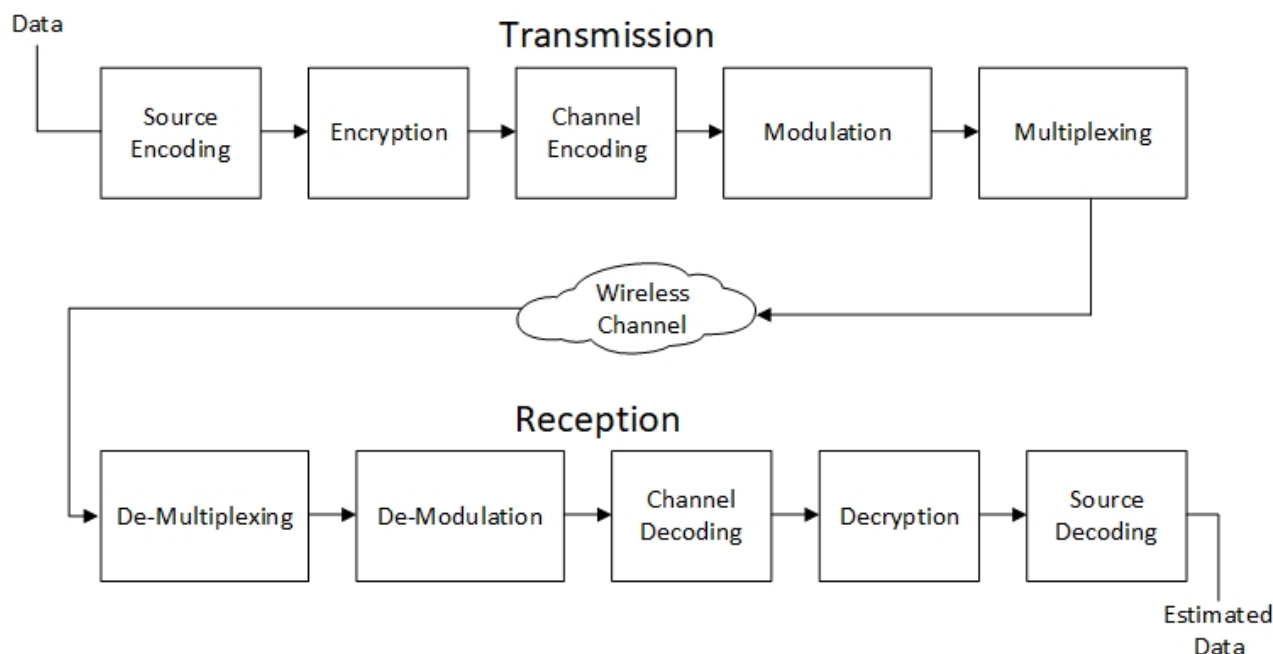 Data
Transmission
Source
Encoding
Encryption
Channel
Encoding
Modulation
Multiplexing
Wireless
Channel
Reception
De-Multiplexing
De-Modulation
Channel
Decoding
Decryption
Source
Decoding
Estimated
Data